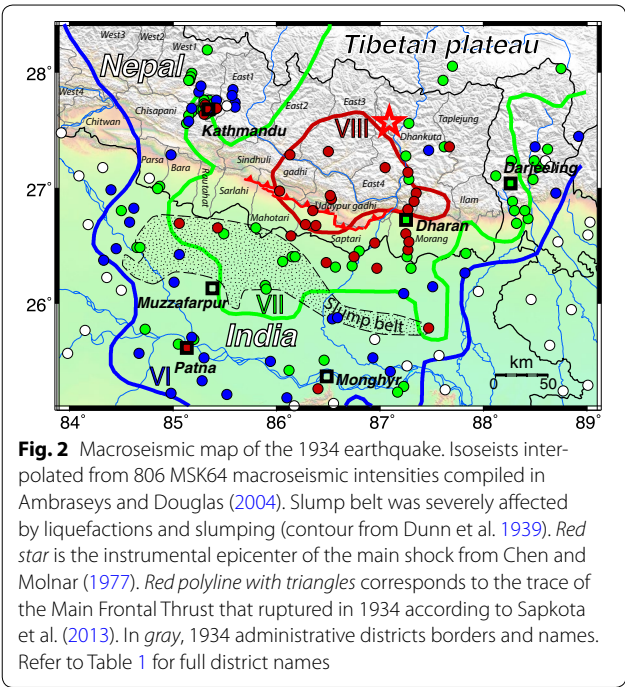 West3
West2
West1
Tibetan plateau
28°
Nepal
East1
West4
East2
East3
Chisapani
VIII
Taplejung
Chitwan
Kathmandu
Dhankuta
Parsa
Bara
Sindhuli
gadhi
Darjeeling
27°
Rautahat
Sarlahi
East4
Udaypur gadhi
Ilam
Mahotari
Dharan
Saptari
Morang
Muzzafarpur
26°
VII
Slump belt
India
km
Patna
VI
Monghyr
0 50
84° 85° 86° 87° 88° 89°
Fig. 2 Macroseismic map of the 1934 earthquake. Isoseists inter-
polated from 806 MSK64 macroseismic intensities compiled in
Ambraseys and Douglas (2004). Slump belt was severely affected
by liquefactions and slumping (contour from Dunn et al. 1939). Red
star is the instrumental epicenter of the main shock from Chen and
Molnar (1977). Red polyline with triangles corresponds to the trace of
the Main Frontal Thrust that ruptured in 1934 according to Sapkota
et al. (2013). In gray, 1934 administrative districts borders and names.
Refer to Table 1 for full district names